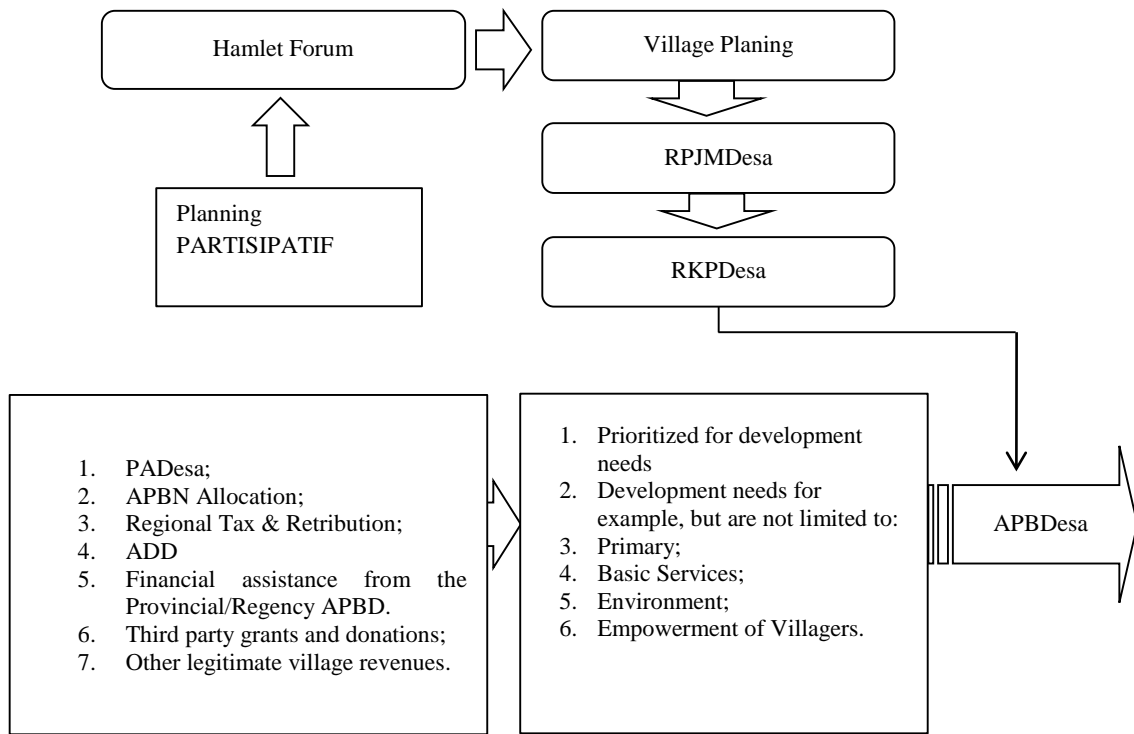 Hamlet Forum
Village Planing
RPJMDesa
Planning
PARTISIPATIF
RKPDesa
1. PADesa;
2. APBN Allocation;
3. Regional Tax & Retribution;
4. ADD
5. Financial assistance from the
Provincial/Regency APBD.
6. Third party grants and donations;
7. Other legitimate village revenues.
1. Prioritized for development
needs
2. Development needs for
example, but are not limited to:
3. Primary;
4. Basic Services;
5. Environment;
6. Empowerment of Villagers.
APBDesa